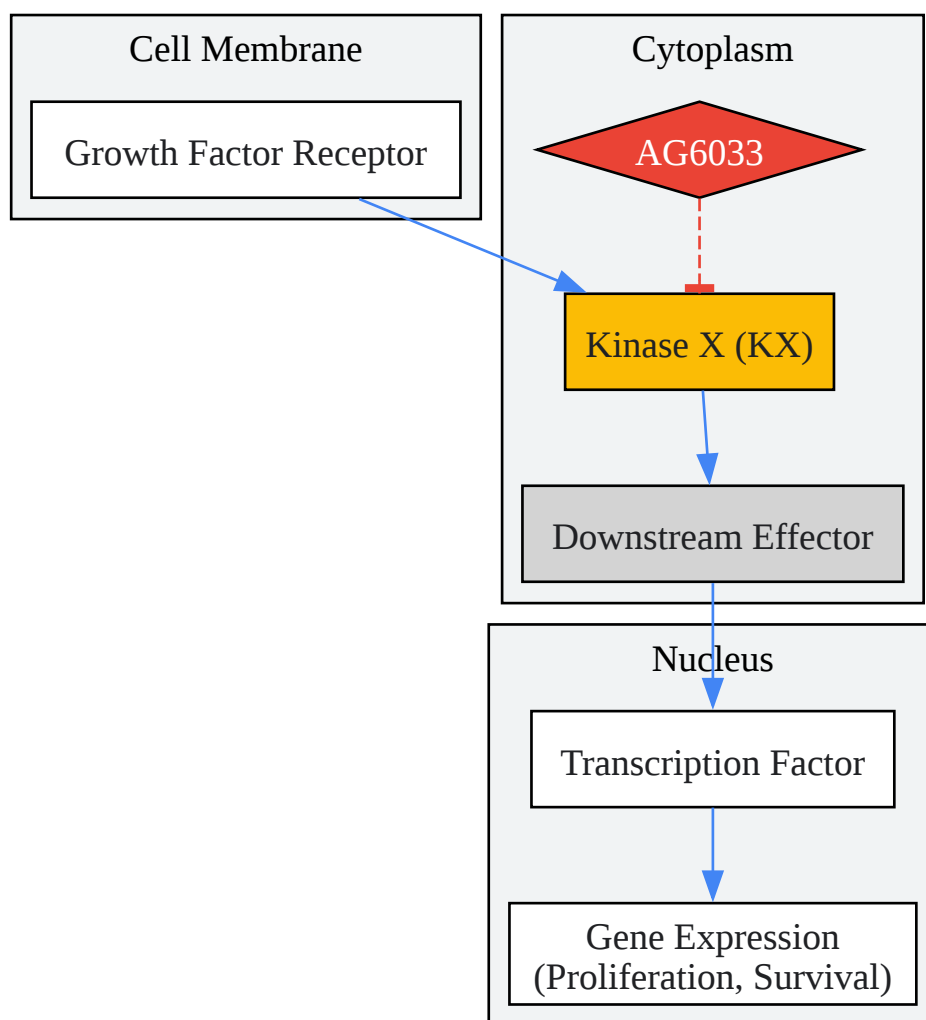 Cell Membrane
Growth Factor Receptor
Cytoplasm
AG6033
Kinase X (KX)
Downstream Effector
Nucleus
Transcription Factor
Gene Expression
(Proliferation, Survival)